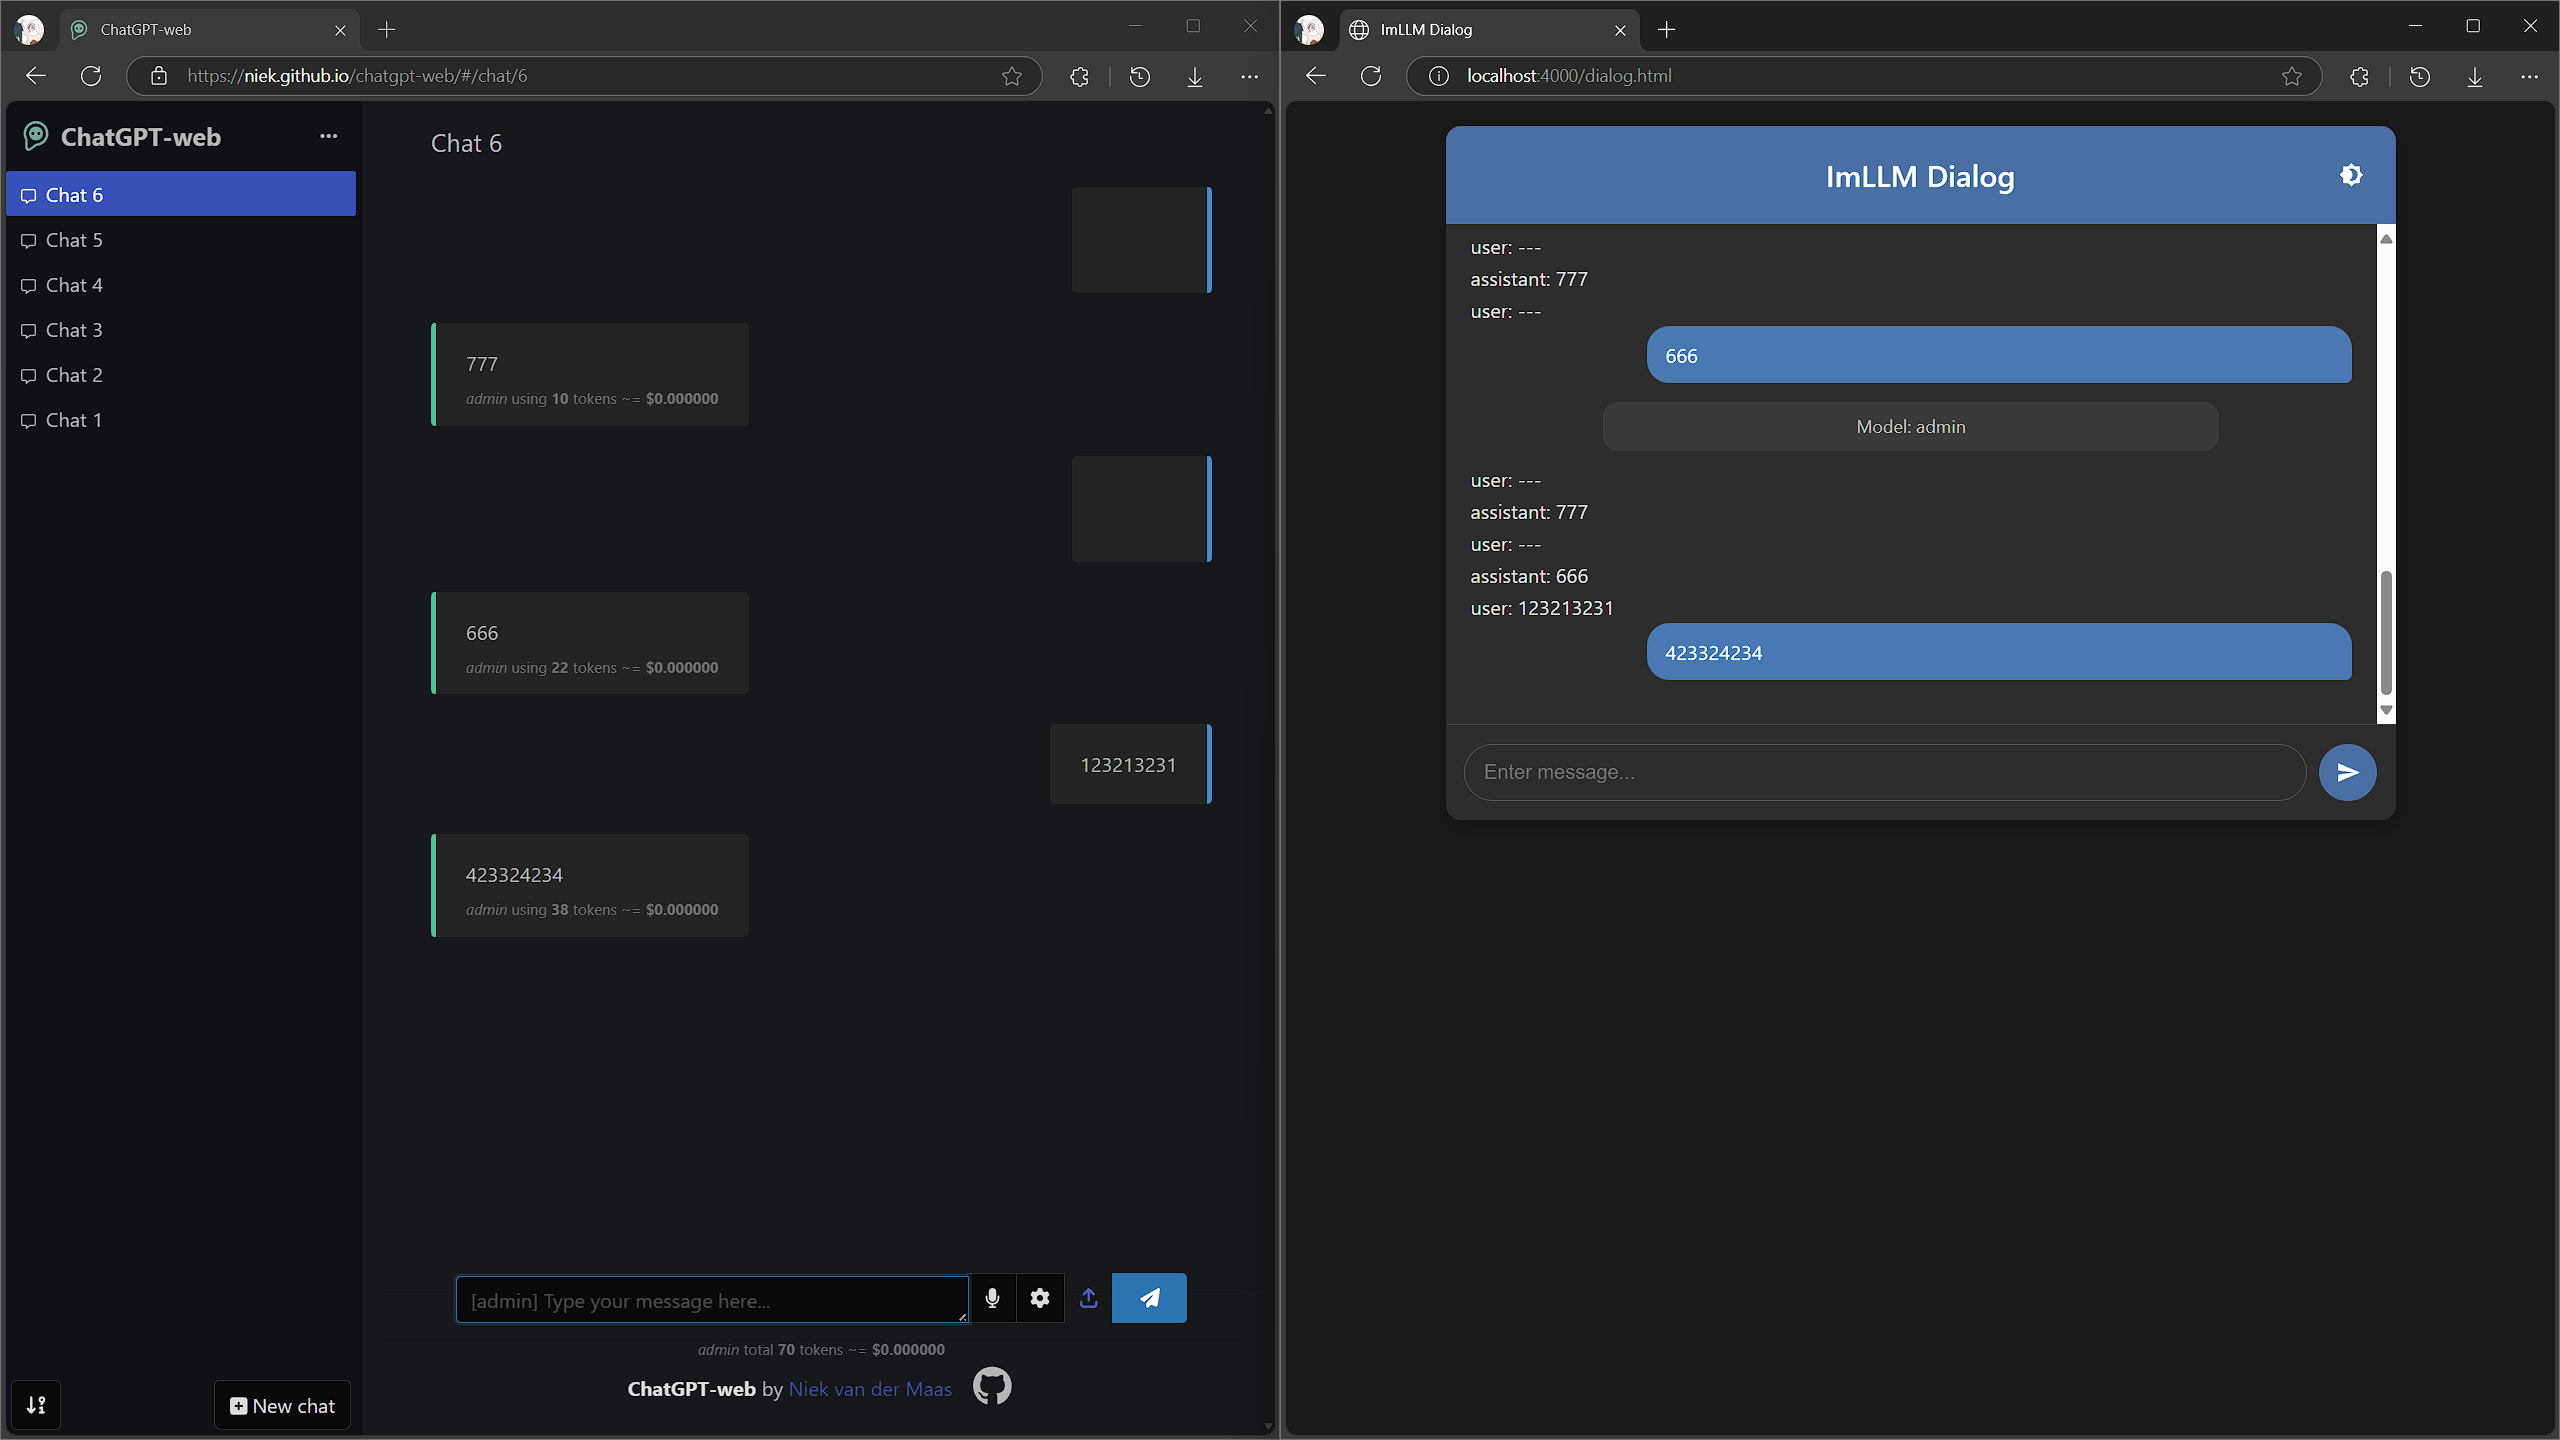 ChatGPT-web
https://niek.github.io/chatgpt-web/#/chat/6
ChatGPT-web
Chat 6
Chat 5
Chat 4
Chat 3
Chat 2
Chat 1
New chat
Chat 6
777
admin using 10 tokens ~= $0.000000
666
admin using 22 tokens ~= $0.000000
123213231
423324234
admin using 38 tokens ~= $0.000000
[admin] Type your message here...
admin total 70 tokens ~= $0.000000
ChatGPT-web by Niek van der Maas
ImLLM Dialog
localhost:4000/dialog.html
ImLLM Dialog
user: ---
assistant: 777
user: ---
666
Model: admin
user: ---
assistant: 777
user: ---
assistant: 666
user: 123213231
423324234
Enter message...